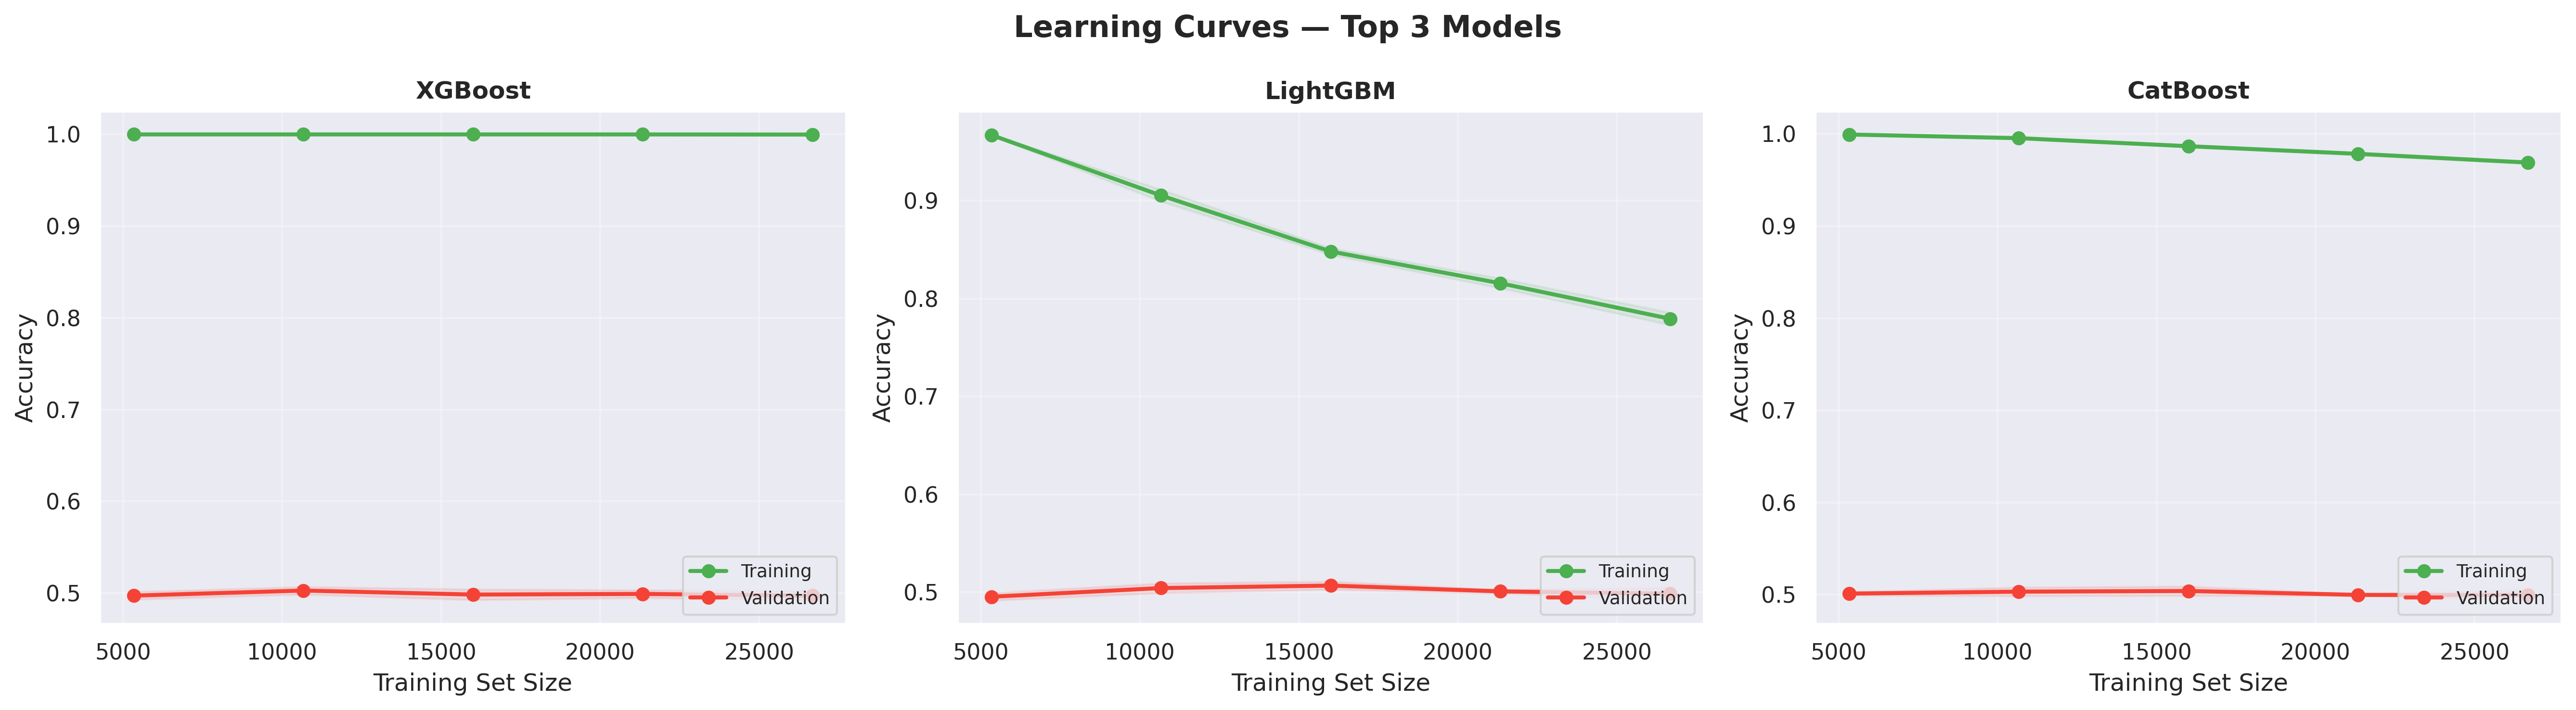 Learning Curves — Top 3 Models
XGBoost
Accuracy
1.0
0.9
0.8
0.7
0.6
0.5
5000 10000 15000 20000 25000
Training Set Size
Training
Validation
LightGBM
Accuracy
0.9
0.8
0.7
0.6
0.5
5000 10000 15000 20000 25000
Training Set Size
Training
Validation
CatBoost
Accuracy
1.0
0.9
0.8
0.7
0.6
0.5
5000 10000 15000 20000 25000
Training Set Size
Training
Validation